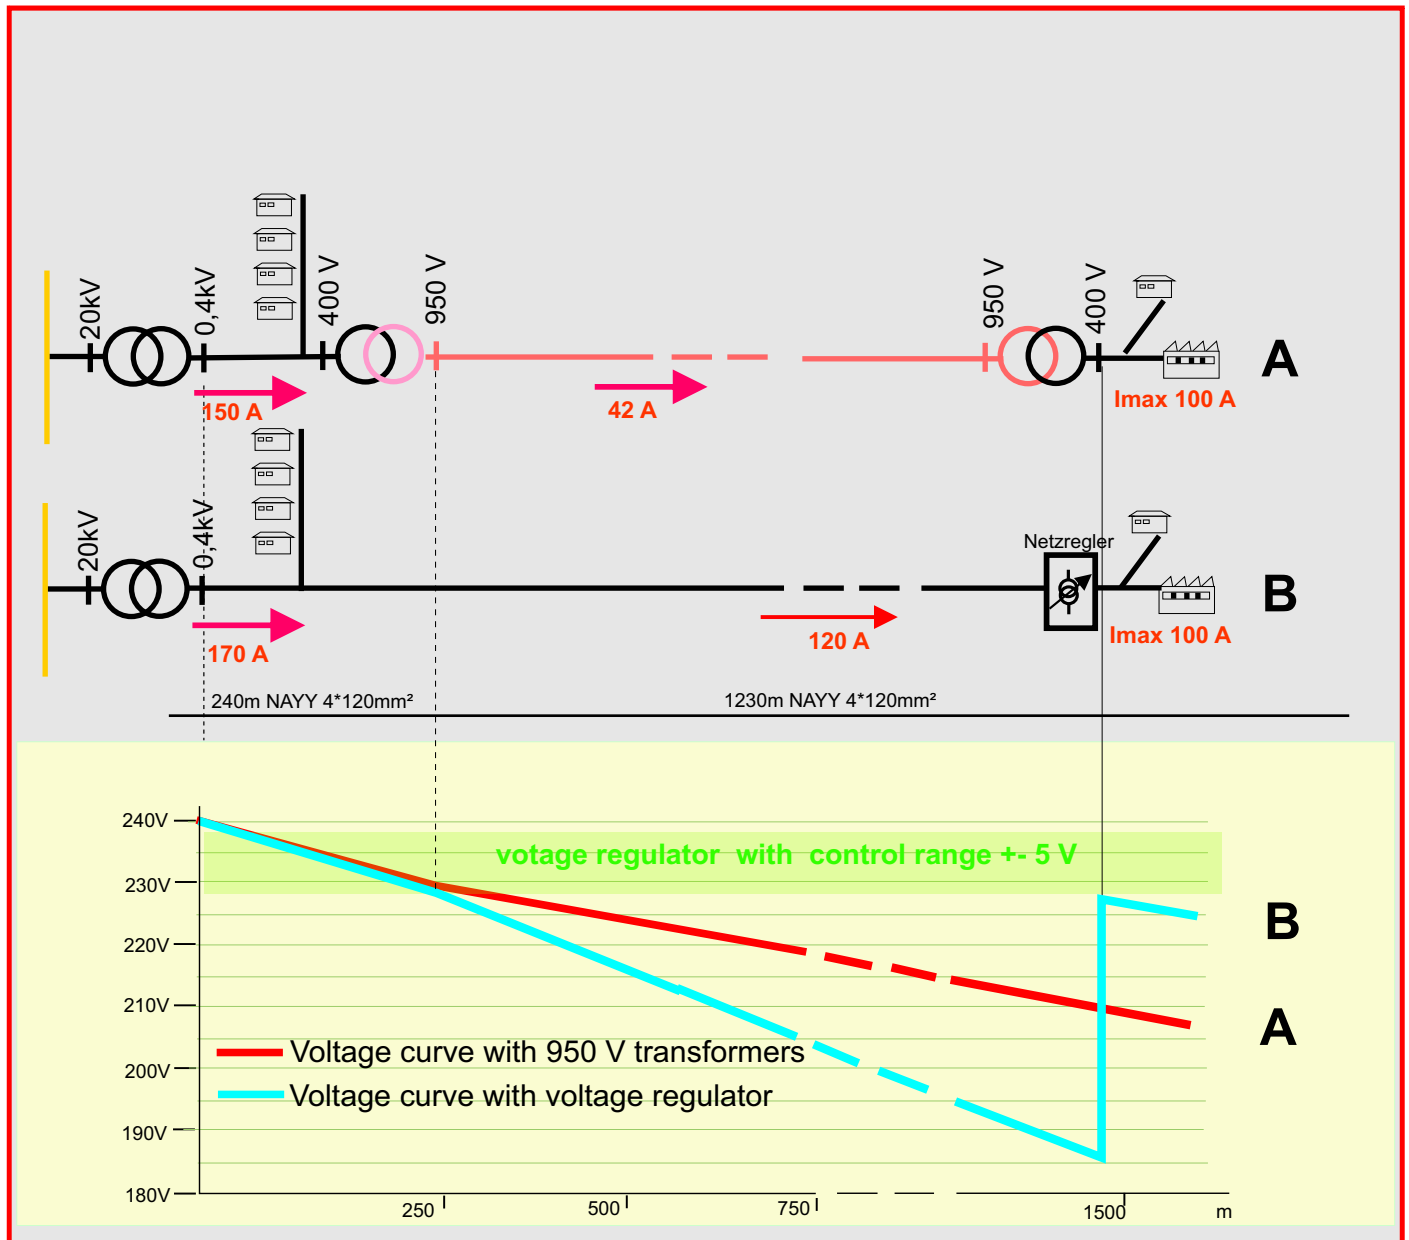 20kV
0,4kV
400 V
950 V
950 V
400 V
A
150 A
42 A
Imax 100 A
20kV
0,4kV
Netzregler
B
170 A
120 A
Imax 100 A
240m NAYY 4*120mm²
1230m NAYY 4*120mm²
240V
votage regulator with control range +- 5 V
230V
B
220V
210V
A
Voltage curve with 950 V transformers
200V
Voltage curve with voltage regulator
190V
180V
250
500
750
1500
m